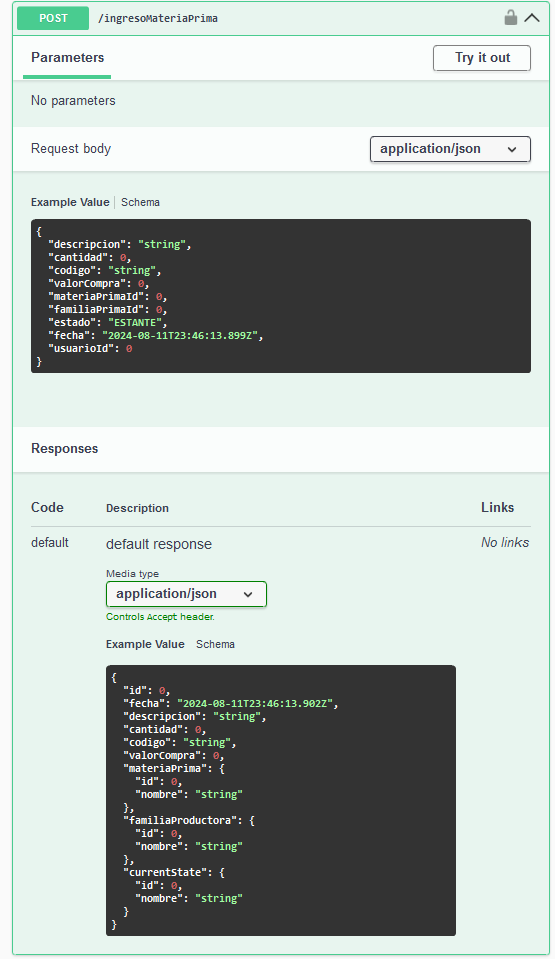 POST /ingresoMateriaPrima
Parameters Try it out
No parameters
Request body application/json
Example Value Schema
{
"descripcion": "string",
"cantidad": 0,
"codigo": "string",
"valorCompra": 0,
"materiaPrimaId": 0,
"familiaPrimaId": 0,
"estado": "ESTANTE",
"fecha": "2024-08-11T23:46:13.899Z",
"usuarioId": 0
}
Responses
Code Description Links
default default response No links
Media type
application/json
Controls Accept header.
Example Value Schema
{
"id": 0,
"fecha": "2024-08-11T23:46:13.902Z",
"descripcion": "string",
"cantidad": 0,
"codigo": "string",
"valorCompra": 0,
"materiaPrima": {
"id": 0,
"nombre": "string"
},
"familiaProductora": {
"id": 0,
"nombre": "string"
},
"currentState": {
"id": 0,
"nombre": "string"
}
}